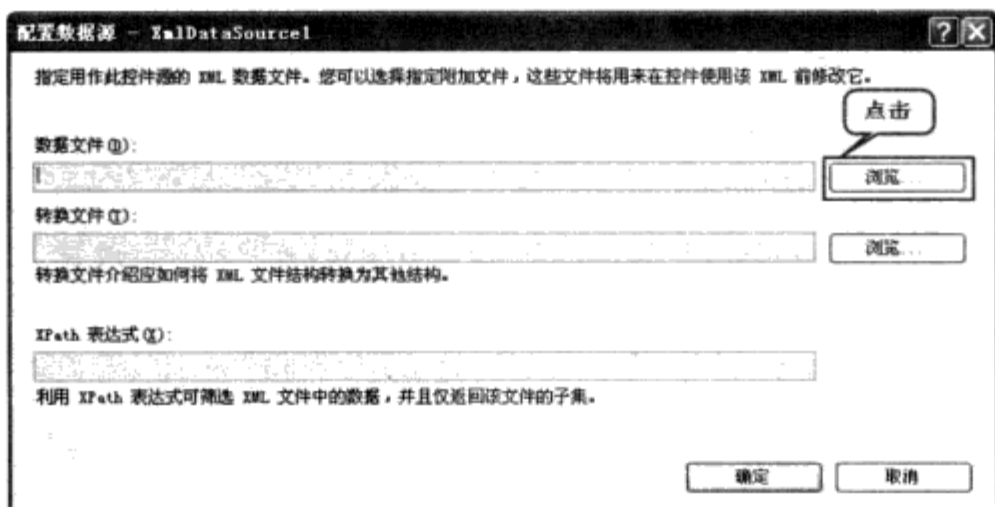 配置数据源 - XmlDataSource1
指定用作此控件源的 XML 数据文件。您可以选择指定附加文件，这些文件将用来在控件使用该 XML 前修改它。
点击
数据文件(D):
浏览...
转换文件(T):
浏览...
转换文件介绍应如何将 XML 文件结构转换为其他结构。
XPath 表达式(X):
利用 XPath 表达式可筛选 XML 文件中的数据，并且仅返回该文件的子集。
确定
取消